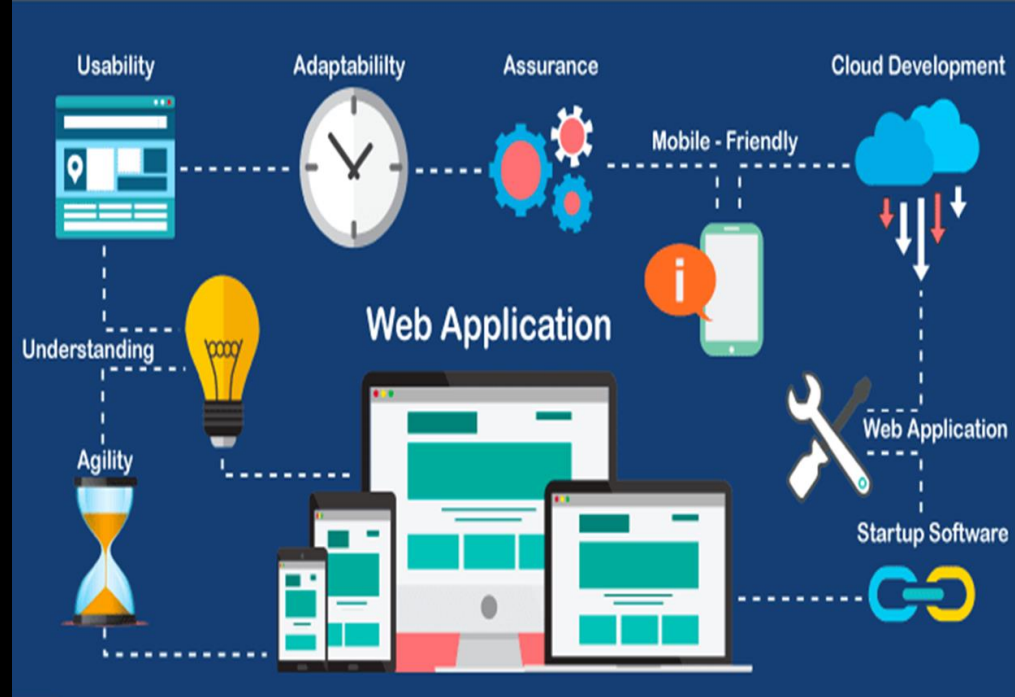 Usability
Adaptabililty
Assurance
Cloud Development
Mobile - Friendly
i
Web Application
Understanding
Web Application
Agility
Startup Software